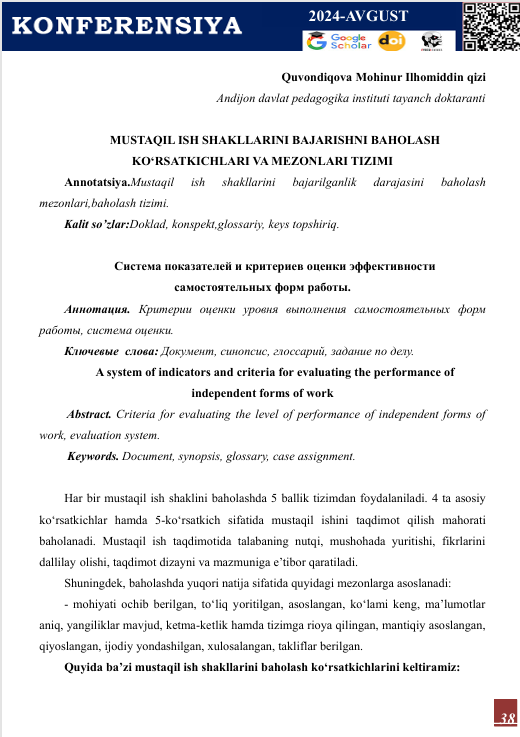 KONFERENSIYA
2024-AVGUST
Google
Scholar
doi
Quvondiqova Mohinur Ilhomiddin qizi
Andijon davlat pedagogika instituti tayanch doktaranti
MUSTAQIL ISH SHAKLLARINI BAJARISHNI BAHOLASH
KO‘RSATKICHLARI VA MEZONLARI TIZIMI
Annotatsiya.Mustaqil ish shakllarini bajarilganlik darajasini baholash
mezonlari,baholash tizimi.
Kalit so’zlar:Doklad, konspekt,glossariy, keys topshiriq.
Система показателей и критериев оценки эффективности
самостоятельных форм работы.
Аннотация. Критерии оценки уровня выполнения самостоятельных форм
работы, система оценки.
Ключевые слова: Документ, синопсис, глоссарий, задание по делу.
A system of indicators and criteria for evaluating the performance of
independent forms of work
Abstract. Criteria for evaluating the level of performance of independent forms of
work, evaluation system.
Keywords. Document, synopsis, glossary, case assignment.
Har bir mustaqil ish shaklini baholashda 5 ballik tizimdan foydalaniladi. 4 ta asosiy
ko‘rsatkichlar hamda 5-ko‘rsatkich sifatida mustaqil ishini taqdimot qilish mahorati
baholanadi. Mustaqil ish taqdimotida talabaning nutqi, mushohada yuritishi, fikrlarini
dallilay olishi, taqdimot dizayni va mazmuniga e’tibor qaratiladi.
Shuningdek, baholashda yuqori natija sifatida quyidagi mezonlarga asoslanadi:
- mohiyati ochib berilgan, to‘liq yoritilgan, asoslangan, ko‘lami keng, ma’lumotlar
aniq, yangiliklar mavjud, ketma-ketlik hamda tizimga rioya qilingan, mantiqiy asoslangan,
qiyoslangan, ijodiy yondashilgan, xulosalangan, takliflar berilgan.
Quyida ba’zi mustaqil ish shakllarini baholash ko‘rsatkichlarini keltiramiz:
38